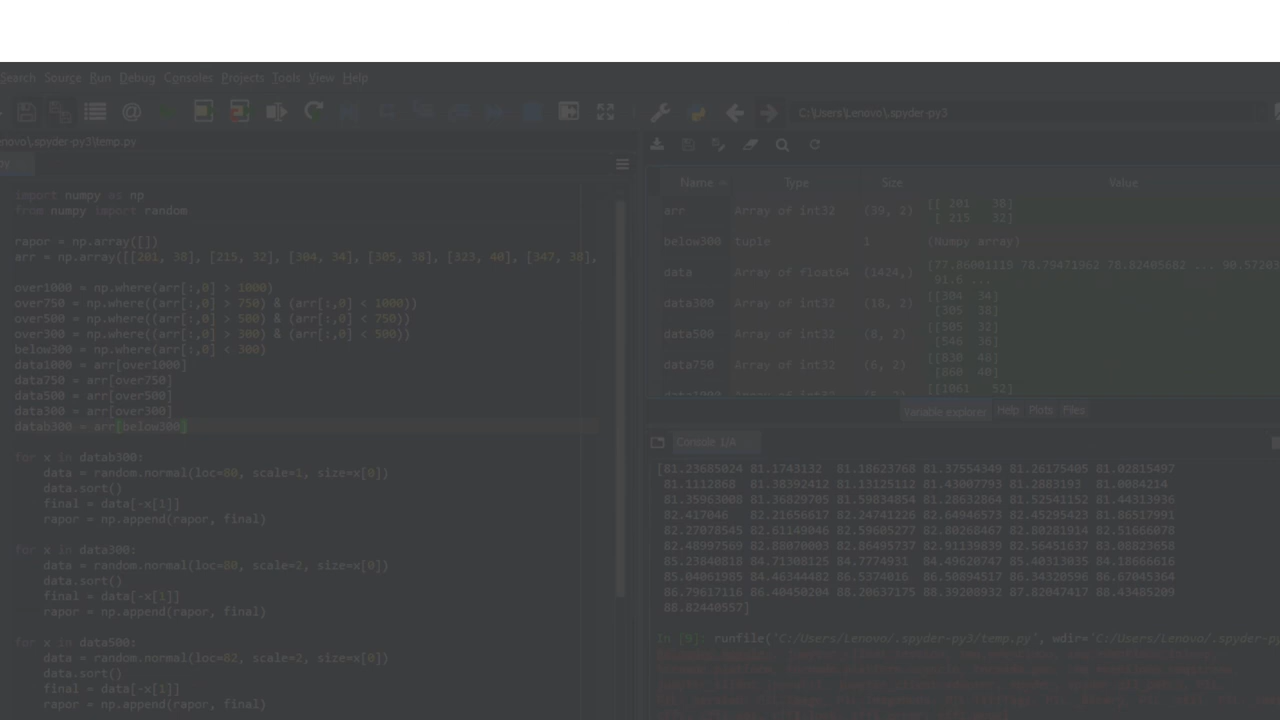 Search Source Run Debug Consoles Projects Tools View Help
C:\Users\Lenovo\.spyder-py3
enovo\.spyder-py3\temp.py
py
import numpy as np
from numpy import random
rapor = np.array([])
arr = np.array([[201, 38], [215, 32], [304, 34], [305, 38], [323, 40], [347, 38],
over1000 = np.where(arr[:,0] > 1000)
over750 = np.where((arr[:,0] > 750) & (arr[:,0] < 1000))
over500 = np.where((arr[:,0] > 500) & (arr[:,0] < 750))
over300 = np.where((arr[:,0] > 300) & (arr[:,0] < 500))
below300 = np.where(arr[:,0] < 300)
data1000 = arr[over1000]
data750 = arr[over750]
data500 = arr[over500]
data300 = arr[over300]
datab300 = arr[below300]
for x in datab300:
data = random.normal(loc=80, scale=1, size=x[0])
data.sort()
final = data[-x[1]]
rapor = np.append(rapor, final)
for x in data300:
data = random.normal(loc=80, scale=2, size=x[0])
data.sort()
final = data[-x[1]]
rapor = np.append(rapor, final)
for x in data500:
data = random.normal(loc=82, scale=2, size=x[0])
data.sort()
final = data[-x[1]]
rapor = np.append(rapor, final)
Name Type Size Value
arr Array of int32 (39, 2) [[ 201 38]
[ 215 32]
below300 tuple 1 (Numpy array)
data Array of float64 (1424,) [77.86001119 78.79471962 78.82405682 ... 90.57203
91.6 ...
data300 Array of int32 (18, 2) [[304 34]
[305 38]
data500 Array of int32 (8, 2) [[505 32]
[546 36]
data750 Array of int32 (6, 2) [[830 46]
[860 40]
[[1061 52]
Variable explorer Help Plots Files
Console 1/A
[81.23685024 81.1743132 81.18623768 81.37554349 81.26175405 81.02815497
81.1112868 81.38392412 81.13125112 81.43007793 81.2883193 81.0084214
81.35963008 81.36829705 81.59834854 81.28632864 81.52541152 81.44313936
82.417046 82.21656617 82.24741226 82.64946573 82.45295423 81.86517991
82.27078545 82.61149046 82.59605277 82.80268467 82.80281914 82.51666078
82.48997569 82.88070003 82.86495737 82.91139839 82.56451637 83.08823658
85.23840818 84.71308125 84.7774931 84.49620747 85.40313035 84.18666616
85.04061985 84.46344482 86.5374016 86.50894517 86.34320596 86.67045364
86.79617116 86.40450204 88.20637175 88.39208932 87.82047417 88.43485209
88.82440557]
In [9]: runfile('C:/Users/Lenovo/.spyder-py3/temp.py', wdir='C:/Users/Lenovo/.spyder-py